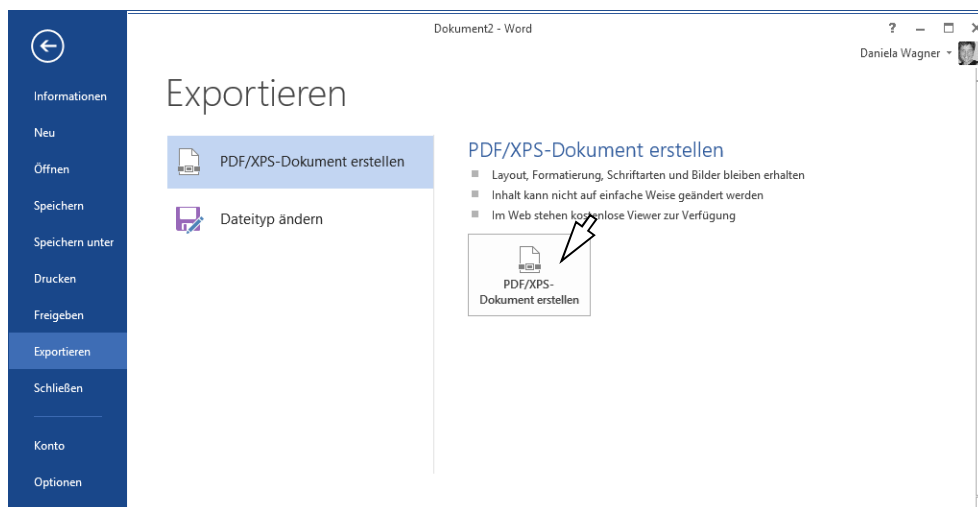 Dokument2 - Word
?
Daniela Wagner
Informationen
Neu
Öffnen
Speichern
Speichern unter
Drucken
Freigeben
Exportieren
Schließen
Konto
Optionen
Exportieren
PDF/XPS-Dokument erstellen
Dateityp ändern
PDF/XPS-Dokument erstellen
Layout, Formatierung, Schriftarten und Bilder bleiben erhalten
Inhalt kann nicht auf einfache Weise geändert werden
Im Web stehen kostenlose Viewer zur Verfügung
PDF/XPS-
Dokument erstellen